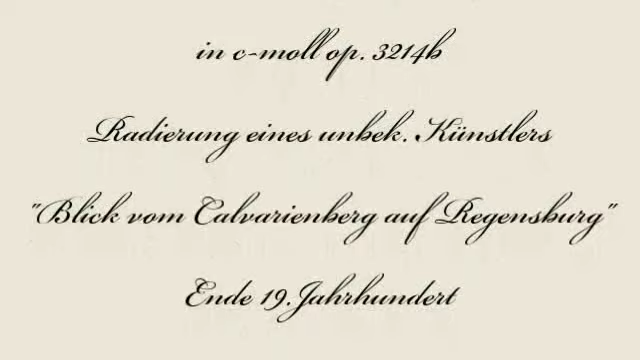 in c-moll op. 3214b
Radierung eines unbek. Künstlers
"Blick vom Calvarienberg auf Regensburg"
Ende 19. Jahrhundert